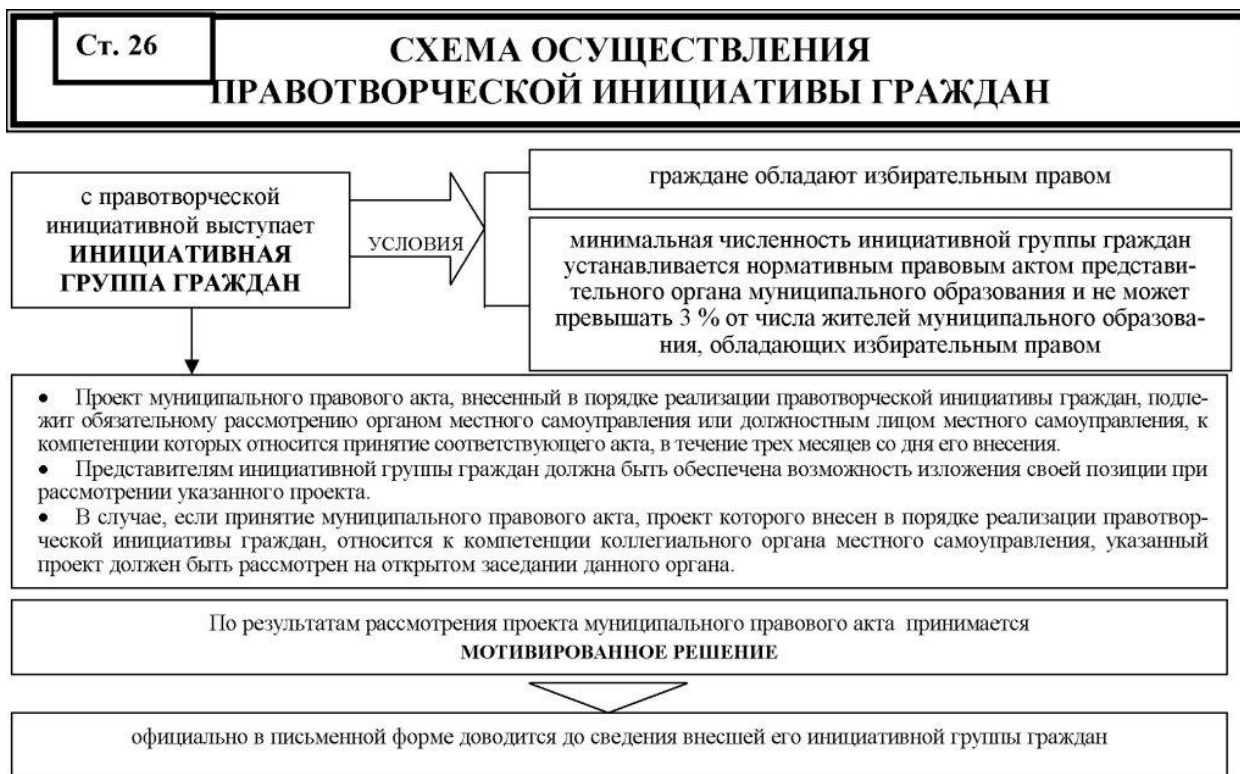 Ст. 26
СХЕМА ОСУЩЕСТВЛЕНИЯ
ПРАВОТВОРЧЕСКОЙ ИНИЦИАТИВЫ ГРАЖДАН
с правотворческой
инициативной выступает
ИНИЦИАТИВНАЯ
ГРУППА ГРАЖДАН
УСЛОВИЯ
граждане обладают избирательным правом
минимальная численность инициативной группы граждан
устанавливается нормативным правовым актом представи-
тельного органа муниципального образования и не может
превышать 3 % от числа жителей муниципального образова-
ния, обладающих избирательным правом
• Проект муниципального правового акта, внесенный в порядке реализации правотворческой инициативы граждан, подле-
жит обязательному рассмотрению органом местного самоуправления или должностным лицом местного самоуправления, к
компетенции которых относится принятие соответствующего акта, в течение трех месяцев со дня его внесения.
• Представителям инициативной группы граждан должна быть обеспечена возможность изложения своей позиции при
рассмотрении указанного проекта.
• В случае, если принятие муниципального правового акта, проект которого внесен в порядке реализации правотвор-
ческой инициативы граждан, относится к компетенции коллегиального органа местного самоуправления, указанный
проект должен быть рассмотрен на открытом заседании данного органа.
По результатам рассмотрения проекта муниципального правового акта принимается
МОТИВИРОВАННОЕ РЕШЕНИЕ
официально в письменной форме доводится до сведения внесшей его инициативной группы граждан